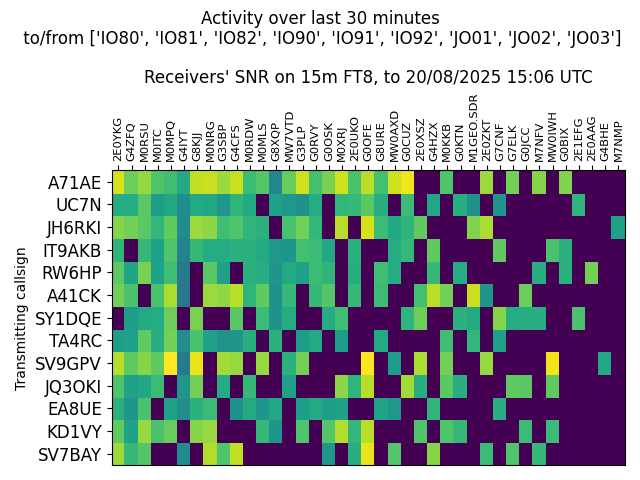 Activity over last 30 minutes
to/from ['IO80', 'IO81', 'IO82', 'IO90', 'IO91', 'IO92', 'JO01', 'JO02', 'JO03']
Receivers' SNR on 15m FT8, to 20/08/2025 15:06 UTC
2E0YKG
G4ZFQ
M0RSU
M0ITC
M0MPQ
G4HYT
G8KJJ
M0NRG
G3SBP
G4CFS
M0RDW
M0MLS
G8XOP
MW7VTD
G3PLP
G0RVY
G0OSK
M0XRJ
2E0UKO
G0OFE
G8URE
MW0AXD
G0CUZ
2E0XSZ
G4HZX
M0KKB
G0KTN
M1GEO.SDR
2E0ZKT
G7CNF
G7ELK
G0JCC
M7NFV
MW0IWH
G0BIX
2E1EFG
2E0AAG
G4BHE
M7NMP
Transmitting callsign
A71AE
UC7N
JH6RKI
IT9AKB
RW6HP
A41CK
SY1DQE
TA4RC
SV9GPV
JQ3OKI
EA8UE
KD1VY
SV7BAY